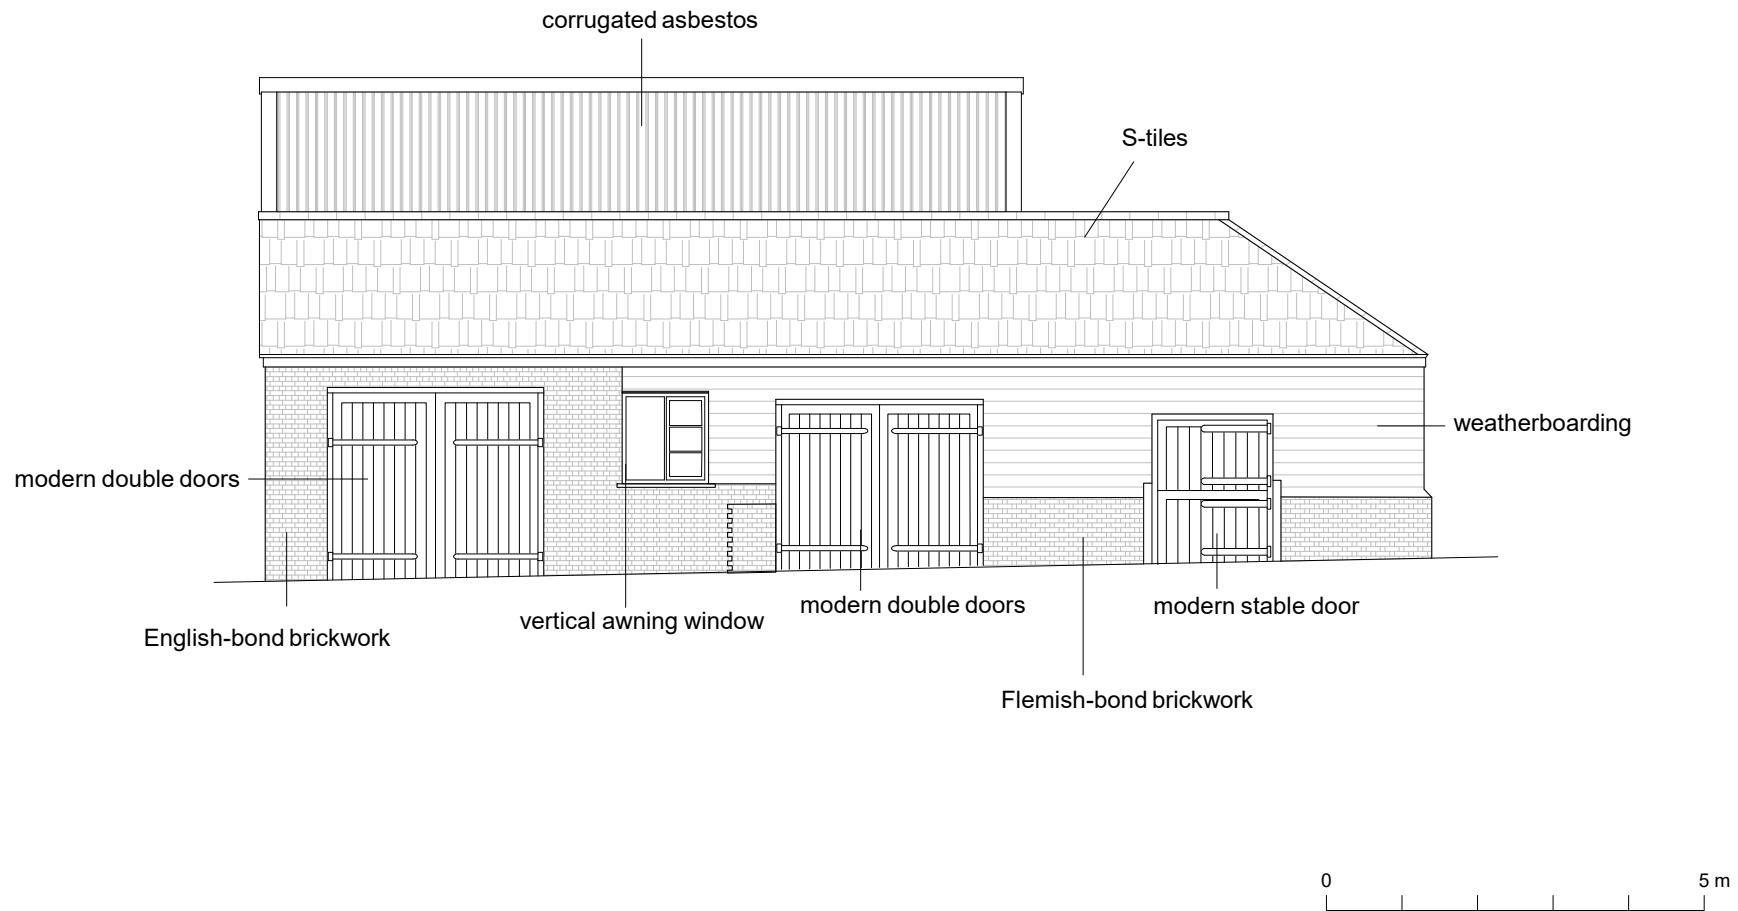 corrugated asbestos
S-tiles
weatherboarding
modern double doors
vertical awning window
modern double doors
modern stable door
English-bond brickwork
Flemish-bond brickwork
0
5 m